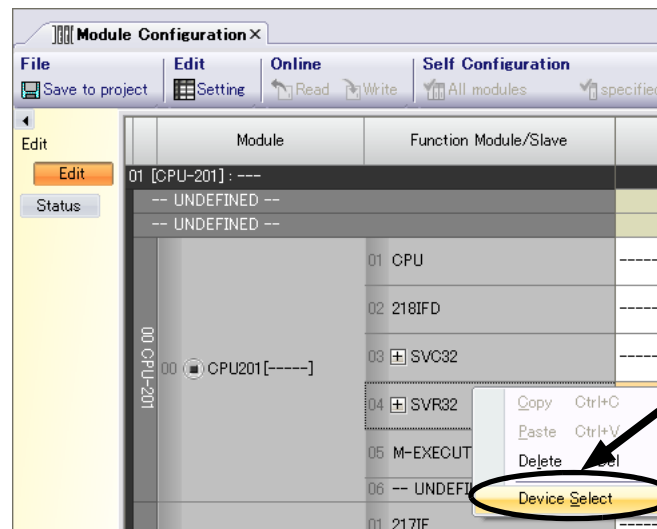 Module Configuration
File Edit Online Self Configuration
Save to project Setting Read Write All modules specified
Edit Module Function Module/Slave
Edit
Status
01 [CPU-201] : ---
-- UNDEFINED --
-- UNDEFINED --
01 CPU -----
02 218IFD -----
00 CPU-201
00 CPU201[-----]
03 + SVC32 -----
04 + SVR32
Copy Ctrl+C
Paste Ctrl+V
05 M-EXECUT
Delete
06 -- UNDEFI
Device Select
01 217IF -----